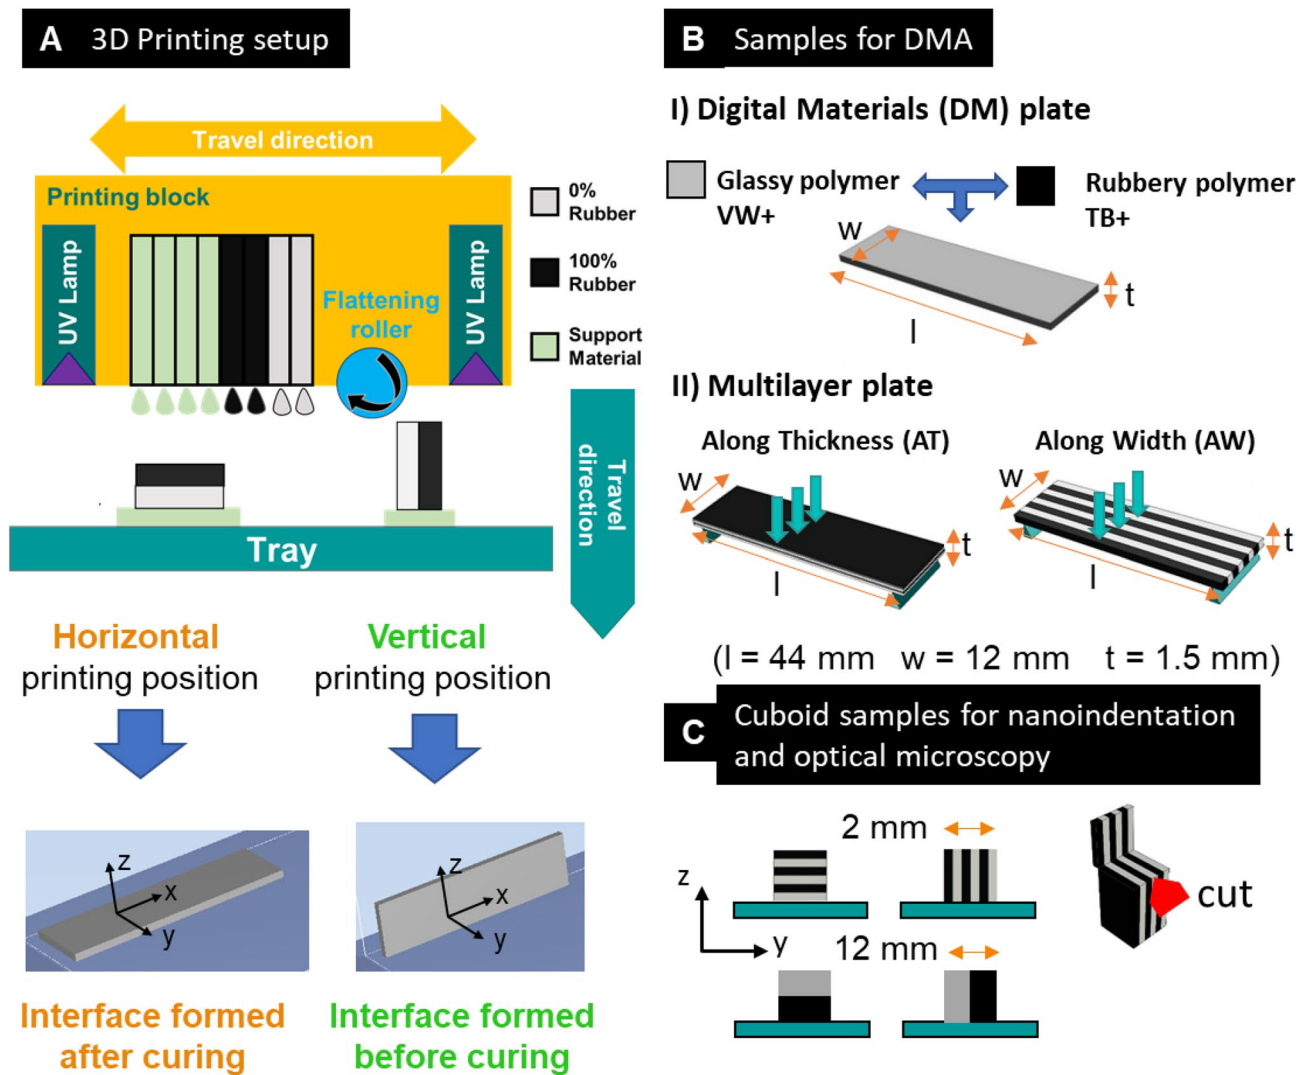 A 3D Printing setup
Travel direction
Printing block
UV Lamp
UV Lamp
Flattening
roller
0%
Rubber
100%
Rubber
Support
Material
Travel
direction
Tray
Horizontal
printing position
Vertical
printing position
z
x
y
z
x
y
Interface formed
after curing
Interface formed
before curing
B Samples for DMA
I) Digital Materials (DM) plate
Glassy polymer
VW+
Rubbery polymer
TB+
w
t
l
II) Multilayer plate
Along Thickness (AT)
Along Width (AW)
w
t
l
w
t
l
(l = 44 mm w = 12 mm t = 1.5 mm)
C Cuboid samples for nanoindentation
and optical microscopy
2 mm
z
y
12 mm
cut